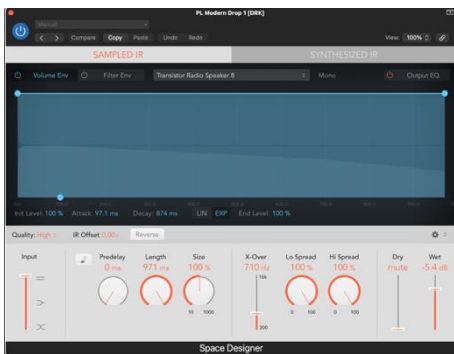 PL Modern Drop 1 [DRK]
Manual
Compare Copy Paste Undo Redo View: 100%
SAMPLED IR SYNTHESIZED IR
Volume Env Filter Env Transistor Radio Speaker 8 Mono Output EQ
Init Level: 100 % Attack: 97.1 ms Decay: 874 ms LIN EXP End Level: 100 %
Quality: High IR Offset 0.00s Reverse
Input Predelay Length Size X-Over Lo Spread Hi Spread Dry Wet
0 ms 971 ms 100 % 710 Hz 100 % 100 % mute -5.4 dB
16k
10 1000 0 100 0 100
200
Space Designer